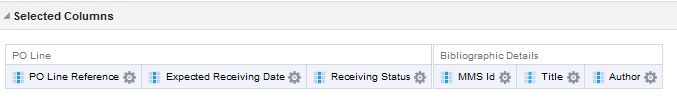 Selected Columns
PO Line Bibliographic Details
PO Line Reference Expected Receiving Date Receiving Status MMS Id Title Author